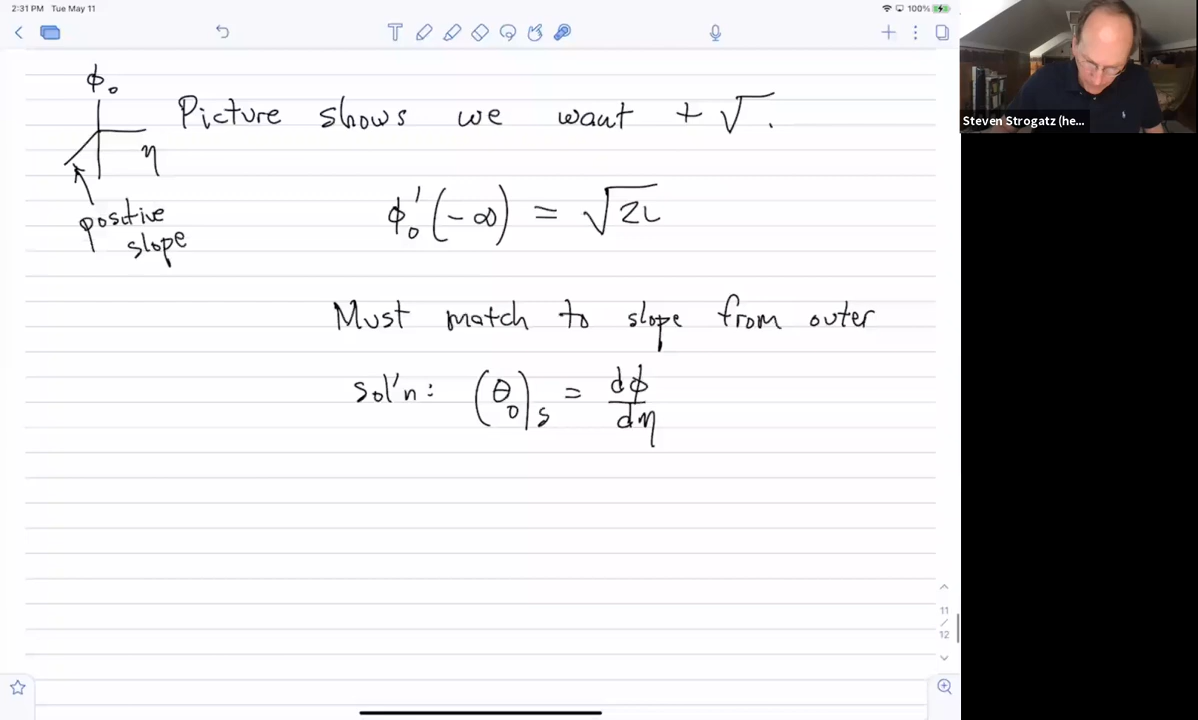 2:31 PM Tue May 11
100%
ϕ₀
Picture shows we want + √ .
η
positive
slope
ϕ₀′(-∞) = √2L
Must match to slope from outer
sol'n: (θ₀)ₛ = dϕ/dη
Steven Strogatz (he...
11
/
12